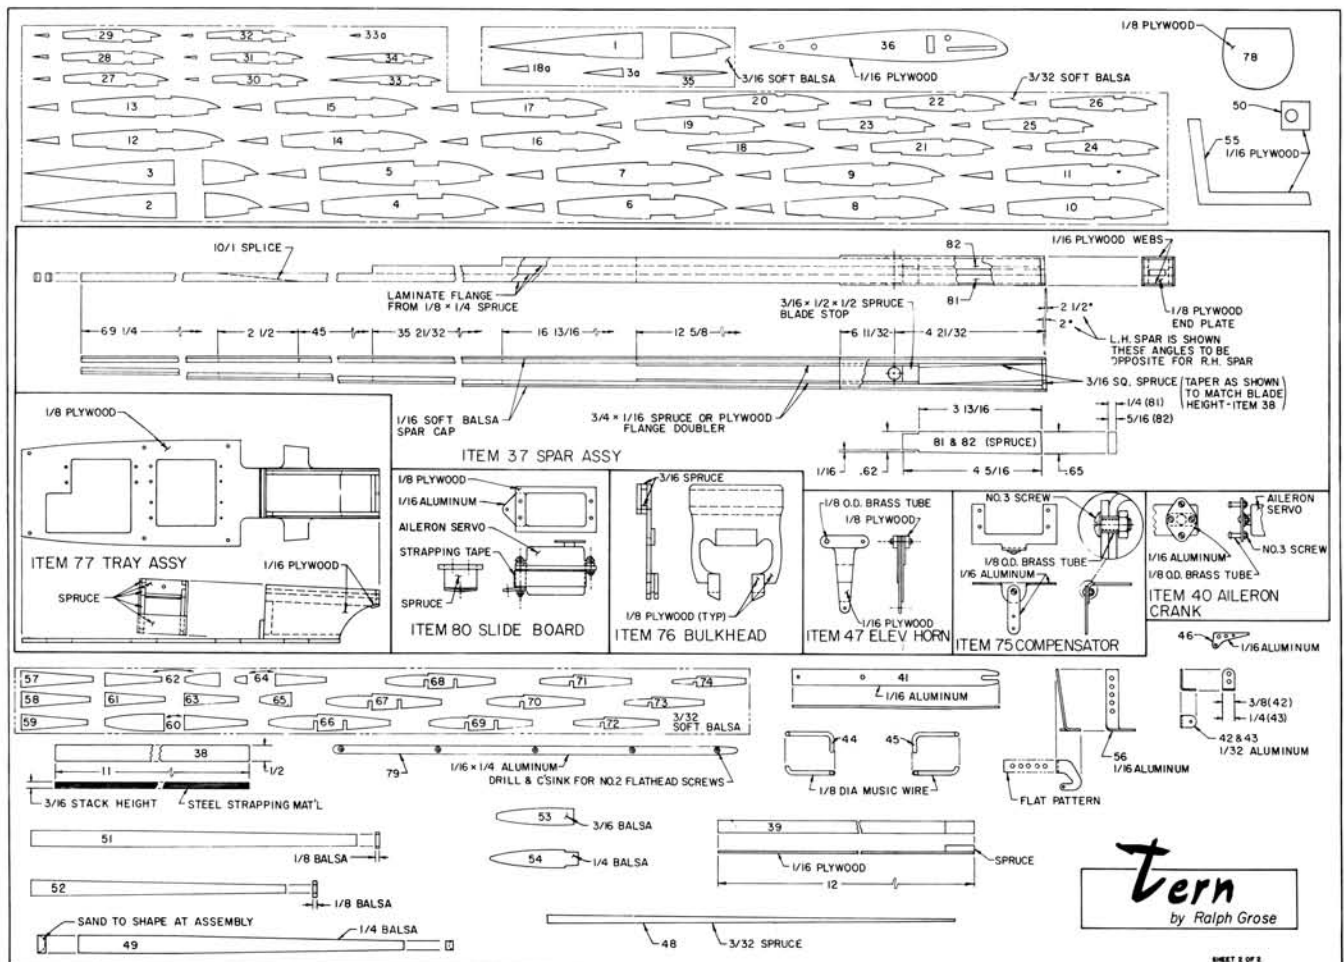 29
32
33a
1
36
1/8 PLYWOOD
78
28
31
34
18a
3a
35
3/16 SOFT BALSA
1/16 PLYWOOD
27
30
33
3/32 SOFT BALSA
13
15
17
20
22
26
50
19
23
25
12
14
16
18
21
24
55
1/16 PLYWOOD
3
5
7
9
11
2
4
6
8
10
10/1 SPLICE
82
1/16 PLYWOOD WEBS
LAMINATE FLANGE
FROM 1/8 × 1/4 SPRUCE
3/16 × 1/2 × 1/2 SPRUCE
BLADE STOP
81
2 1/2°
2°
1/8 PLYWOOD
END PLATE
69 1/4
2 1/2
45
35 21/32
16 13/16
12 5/8
6 11/32
4 21/32
L.H. SPAR IS SHOWN
THESE ANGLES TO BE
OPPOSITE FOR R.H. SPAR
3/16 SQ. SPRUCE (TAPER AS SHOWN
TO MATCH BLADE
HEIGHT-ITEM 38)
1/16 SOFT BALSA
SPAR CAP
3/4 × 1/16 SPRUCE OR PLYWOOD
FLANGE DOUBLER
3 13/16
1/4 (81)
5/16 (82)
81 & 82 (SPRUCE)
1/16
.62
4 5/16
.65
ITEM 37 SPAR ASSY
1/8 PLYWOOD
ITEM 77 TRAY ASSY
1/16 PLYWOOD
SPRUCE
1/8 PLYWOOD
1/16 ALUMINUM
AILERON SERVO
STRAPPING TAPE
SPRUCE
ITEM 80 SLIDE BOARD
3/16 SPRUCE
1/8 PLYWOOD (TYP)
ITEM 76 BULKHEAD
1/8 O.D. BRASS TUBE
1/8 PLYWOOD
1/16 PLYWOOD
ITEM 47 ELEV HORN
NO.3 SCREW
1/8 O.D. BRASS TUBE
1/16 ALUMINUM
ITEM 75 COMPENSATOR
AILERON
SERVO
NO.3 SCREW
1/16 ALUMINUM
1/8 O.D. BRASS TUBE
ITEM 40 AILERON
CRANK
46
1/16 ALUMINUM
57
62
64
68
71
74
58
61
63
65
67
70
73
59
60
66
69
72
3/32
SOFT BALSA
41
1/16 ALUMINUM
3/8 (42)
1/4 (43)
42 & 43
1/32 ALUMINUM
56
1/16 ALUMINUM
FLAT PATTERN
38
11
1/2
3/16 STACK HEIGHT
STEEL STRAPPING MAT'L
79
1/16 × 1/4 ALUMINUM
DRILL & C'SINK FOR NO.2 FLATHEAD SCREWS
44
45
1/8 DIA MUSIC WIRE
51
1/8 BALSA
53
3/16 BALSA
54
1/4 BALSA
39
1/16 PLYWOOD
SPRUCE
12
52
1/8 BALSA
SAND TO SHAPE AT ASSEMBLY
49
1/4 BALSA
48
3/32 SPRUCE
Tern
by Ralph Grose
SHEET 2 OF 2